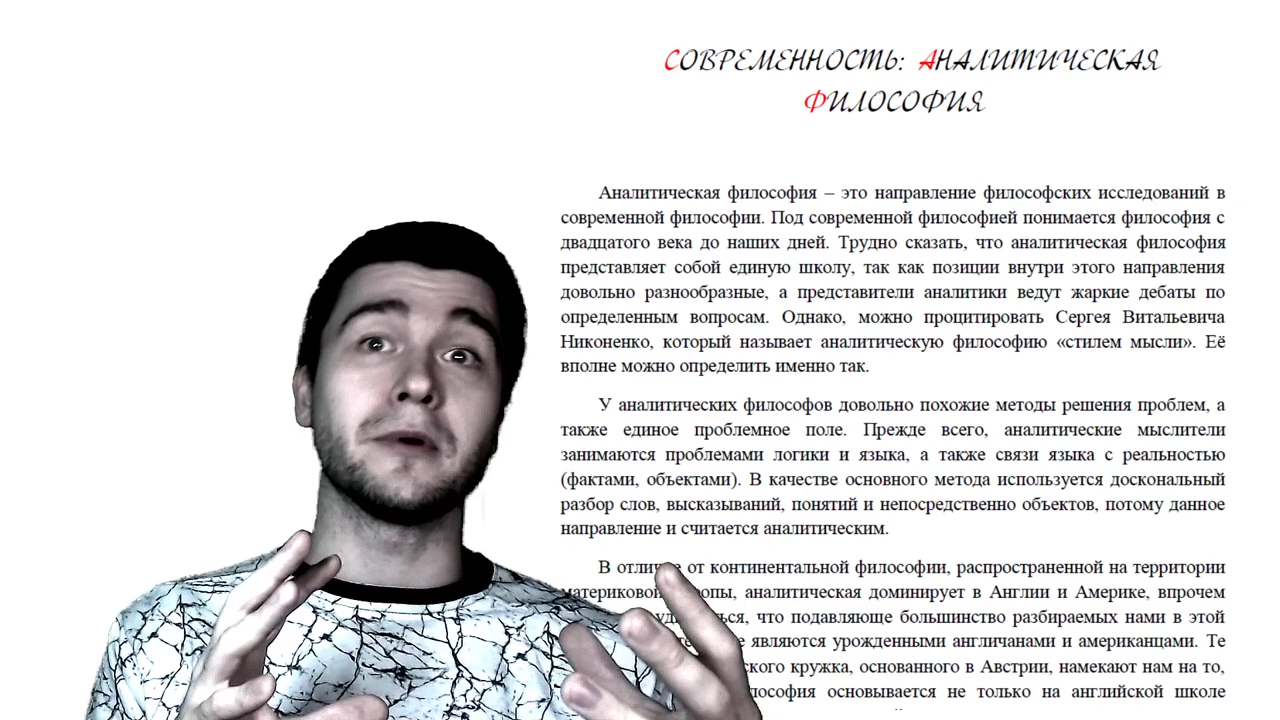 СОВРЕМЕННОСТЬ: АНАЛИТИЧЕСКАЯ
ФИЛОСОФИЯ
Аналитическая философия – это направление философских исследований в
современной философии. Под современной философией понимается философия с
двадцатого века до наших дней. Трудно сказать, что аналитическая философия
представляет собой единую школу, так как позиции внутри этого направления
довольно разнообразные, а представители аналитики ведут жаркие дебаты по
определенным вопросам. Однако, можно процитировать Сергея Витальевича
Никоненко, который называет аналитическую философию «стилем мысли». Её
вполне можно определить именно так.
У аналитических философов довольно похожие методы решения проблем, а
также единое проблемное поле. Прежде всего, аналитические мыслители
занимаются проблемами логики и языка, а также связи языка с реальностью
(фактами, объектами). В качестве основного метода используется доскональный
разбор слов, высказываний, понятий и непосредственно объектов, потому данное
направление и считается аналитическим.
В отличие от континентальной философии, распространенной на территории
материковой аналитическая доминирует в Англии и Америке, впрочем
что подавляющее большинство разбираемых нами в этой
являются урожденными англичанами и американцами. Те
кружка, основанного в Австрии, намекают нам на то,
основывается не только на английской школе